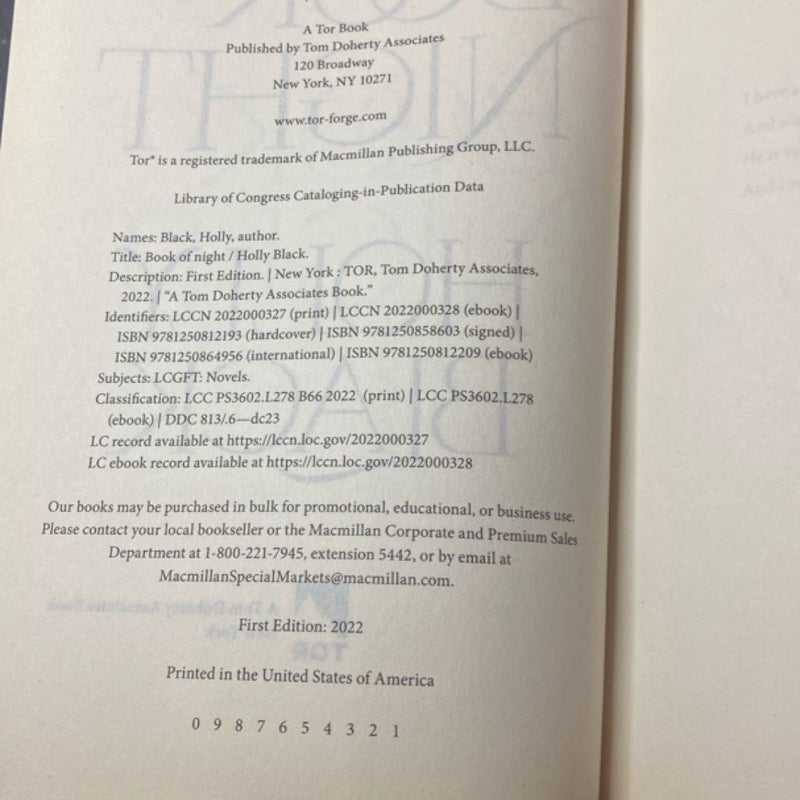 A Tor Book
Published by Tom Doherty Associates
120 Broadway
New York, NY 10271
www.tor-forge.com
Tor® is a registered trademark of Macmillan Publishing Group, LLC.
Library of Congress Cataloging-in-Publication Data
Names: Black, Holly, author.
Title: Book of night / Holly Black.
Description: First Edition. | New York : TOR, Tom Doherty Associates,
2022. | “A Tom Doherty Associates Book.”
Identifiers: LCCN 2022000327 (print) | LCCN 2022000328 (ebook) |
ISBN 9781250812193 (hardcover) | ISBN 9781250858603 (signed) |
ISBN 9781250864956 (international) | ISBN 9781250812209 (ebook)
Subjects: LCGFT: Novels.
Classification: LCC PS3602.L278 B66 2022 (print) | LCC PS3602.L278
(ebook) | DDC 813/.6—dc23
LC record available at https://lccn.loc.gov/2022000327
LC ebook record available at https://lccn.loc.gov/2022000328
Our books may be purchased in bulk for promotional, educational, or business use.
Please contact your local bookseller or the Macmillan Corporate and Premium Sales
Department at 1-800-221-7945, extension 5442, or by email at
MacmillanSpecialMarkets@macmillan.com.
First Edition: 2022
Printed in the United States of America
0 9 8 7 6 5 4 3 2 1